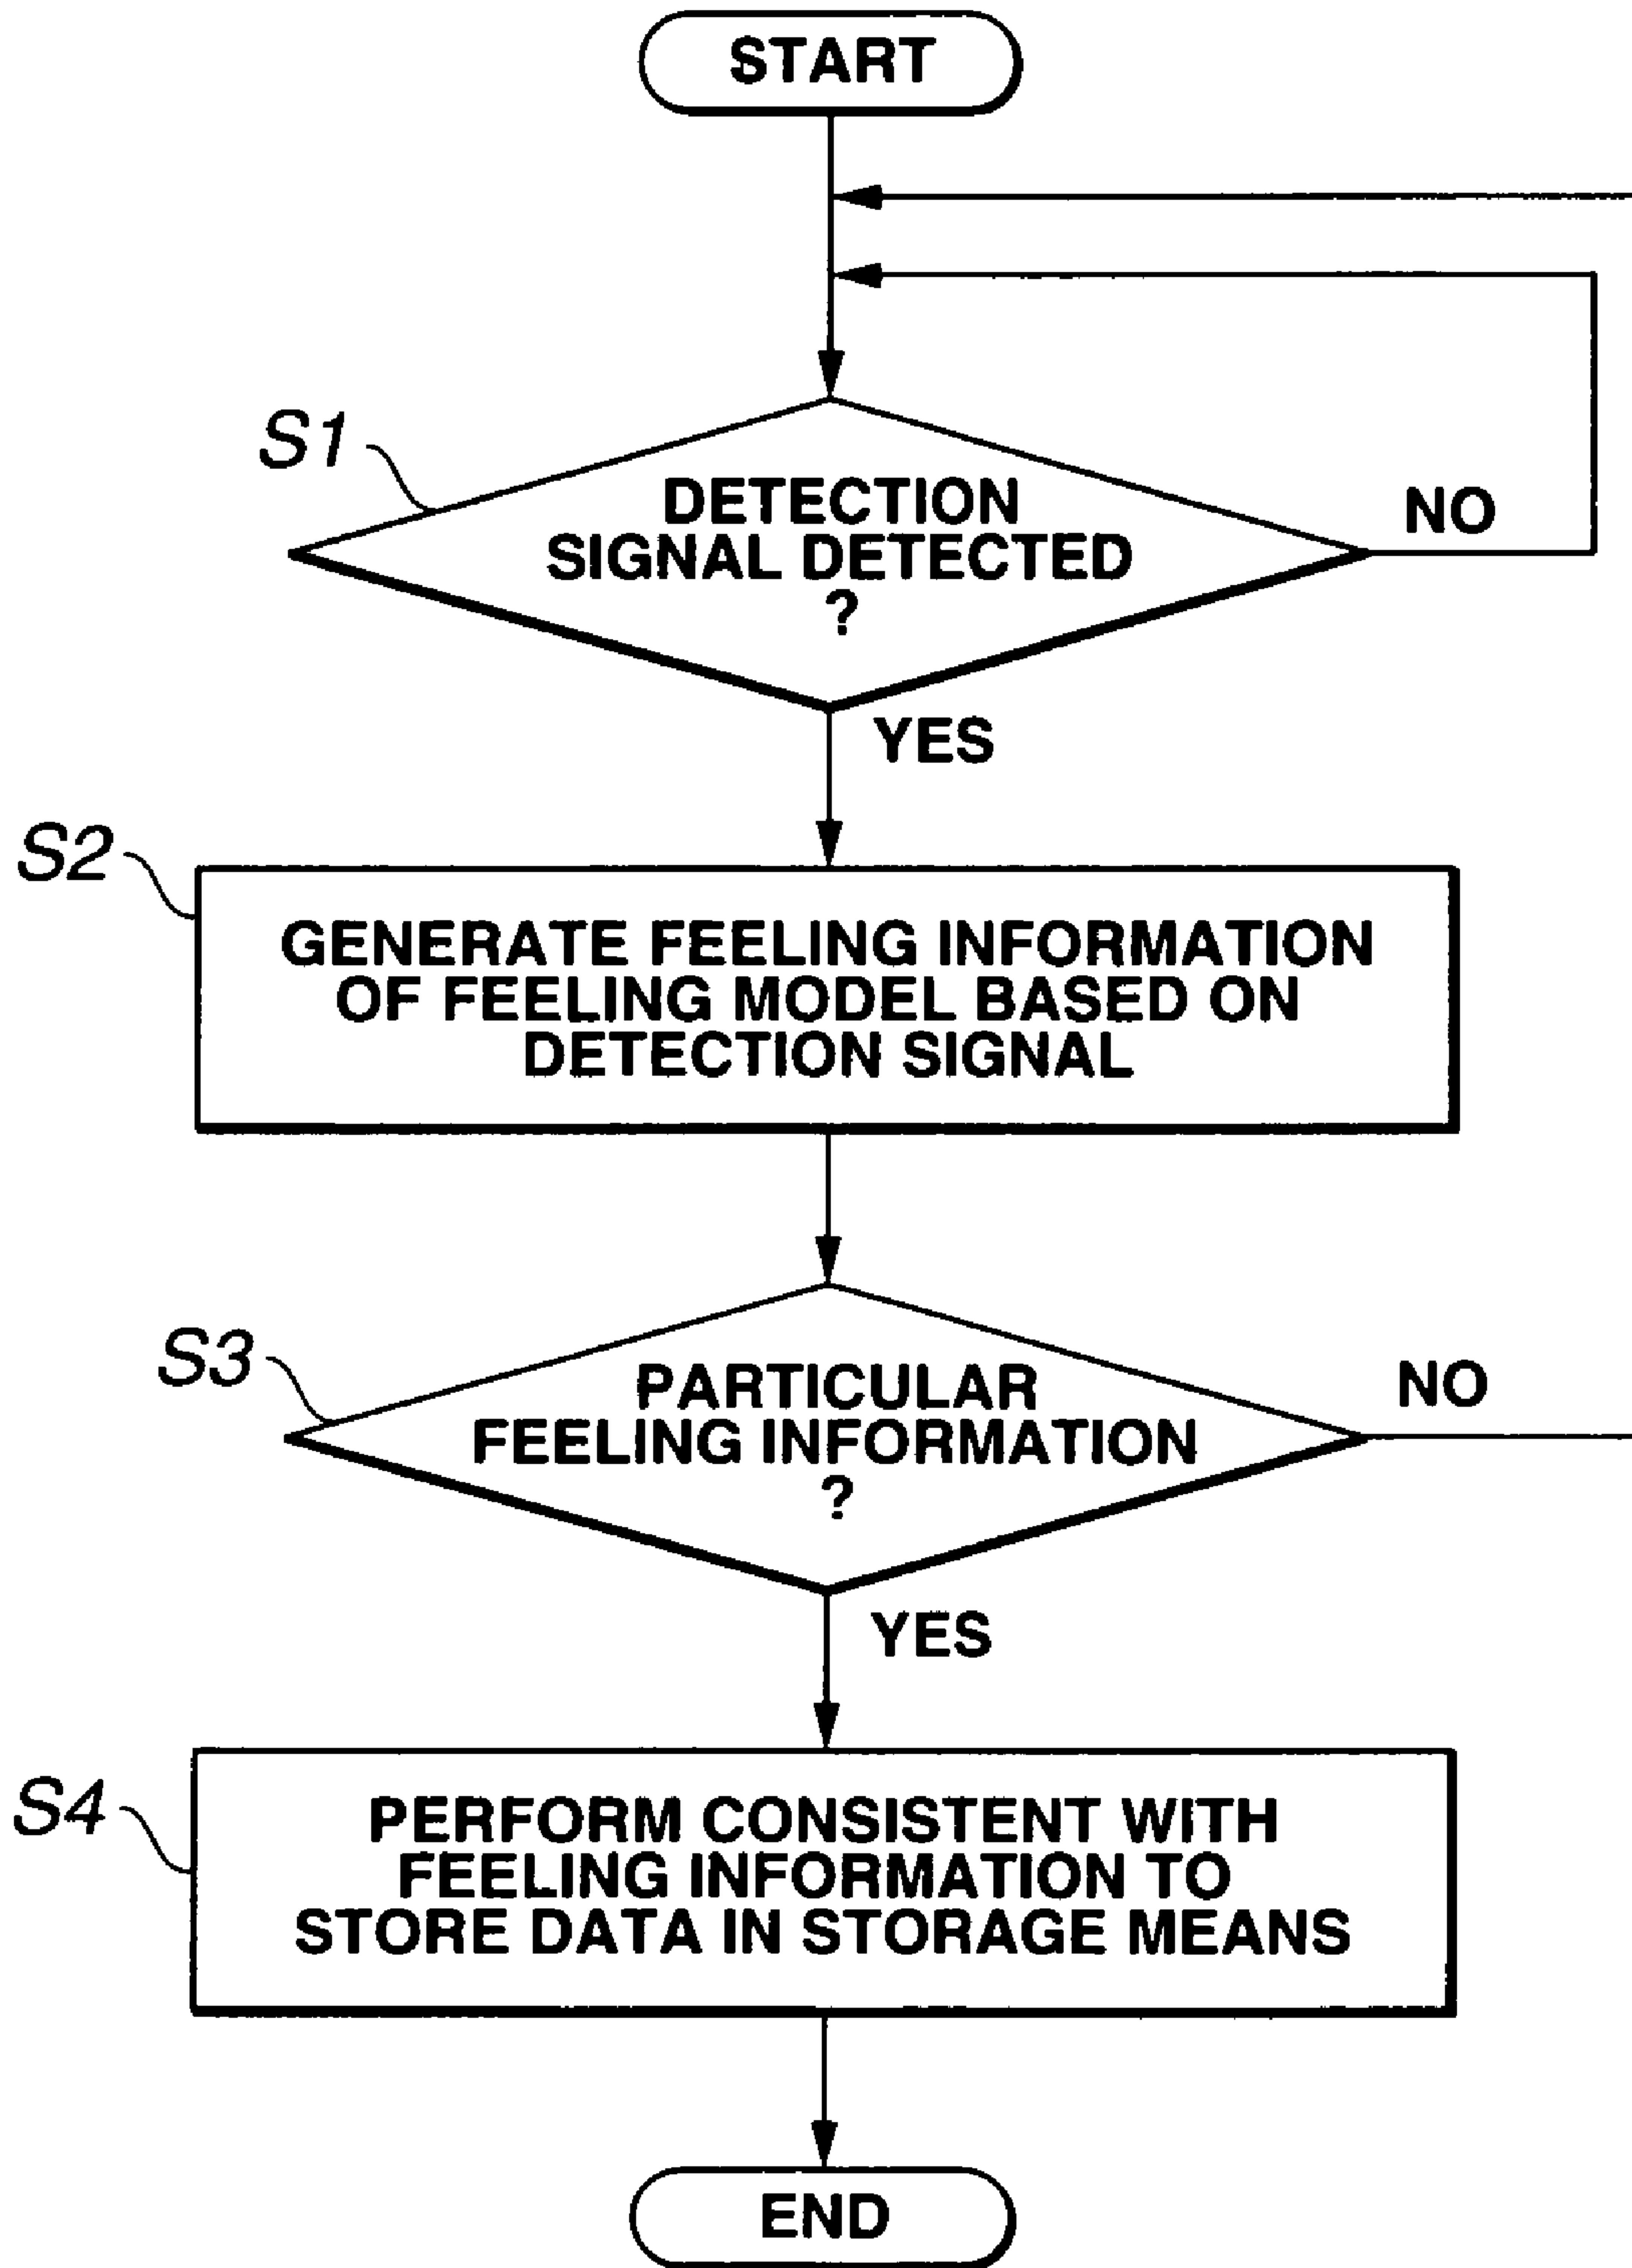 START
S1
DETECTION
SIGNAL DETECTED
?
NO
YES
S2
GENERATE FEELING INFORMATION
OF FEELING MODEL BASED ON
DETECTION SIGNAL
S3
PARTICULAR
FEELING INFORMATION
?
NO
YES
S4
PERFORM CONSISTENT WITH
FEELING INFORMATION TO
STORE DATA IN STORAGE MEANS
END